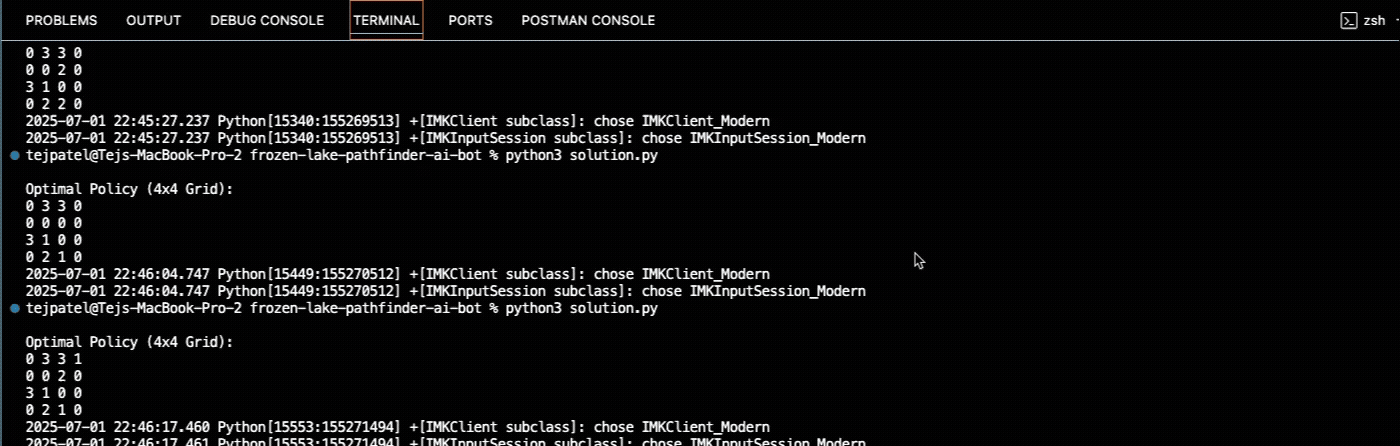 PROBLEMS OUTPUT DEBUG CONSOLE TERMINAL PORTS POSTMAN CONSOLE zsh
0 3 3 0
0 0 2 0
3 1 0 0
0 2 2 0
2025-07-01 22:45:27.237 Python[15340:155269513] +[IMKClient subclass]: chose IMKClient_Modern
2025-07-01 22:45:27.237 Python[15340:155269513] +[IMKInputSession subclass]: chose IMKInputSession_Modern
tejpatel@Tejs-MacBook-Pro-2 frozen-lake-pathfinder-ai-bot % python3 solution.py
Optimal Policy (4x4 Grid):
0 3 3 0
0 0 0 0
3 1 0 0
0 2 1 0
2025-07-01 22:46:04.747 Python[15449:155270512] +[IMKClient subclass]: chose IMKClient_Modern
2025-07-01 22:46:04.747 Python[15449:155270512] +[IMKInputSession subclass]: chose IMKInputSession_Modern
tejpatel@Tejs-MacBook-Pro-2 frozen-lake-pathfinder-ai-bot % python3 solution.py
Optimal Policy (4x4 Grid):
0 3 3 1
0 0 2 0
3 1 0 0
0 2 1 0
2025-07-01 22:46:17.460 Python[15553:155271494] +[IMKClient subclass]: chose IMKClient_Modern
2025-07-01 22:46:17.461 Python[15553:155271494] +[IMKInputSession subclass]: chose IMKInputSession_Modern